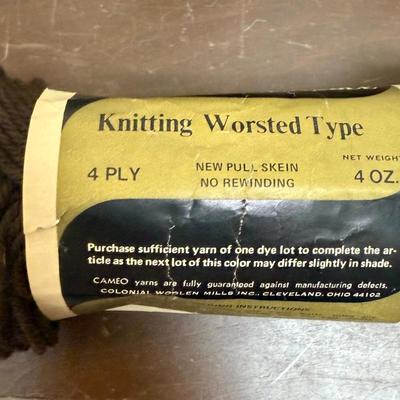 Knitting Worsted Type
4 PLY
NEW PULL SKEIN
NO REWINDING
NET WEIGHT
4 OZ.
Purchase sufficient yarn of one dye lot to complete the ar-
ticle as the next lot of this color may differ slightly in shade.
CAMEO yarns are fully guaranteed against manufacturing defects.
COLONIAL WOOLEN MILLS INC., CLEVELAND, OHIO 44102
INSTRUCTIONS